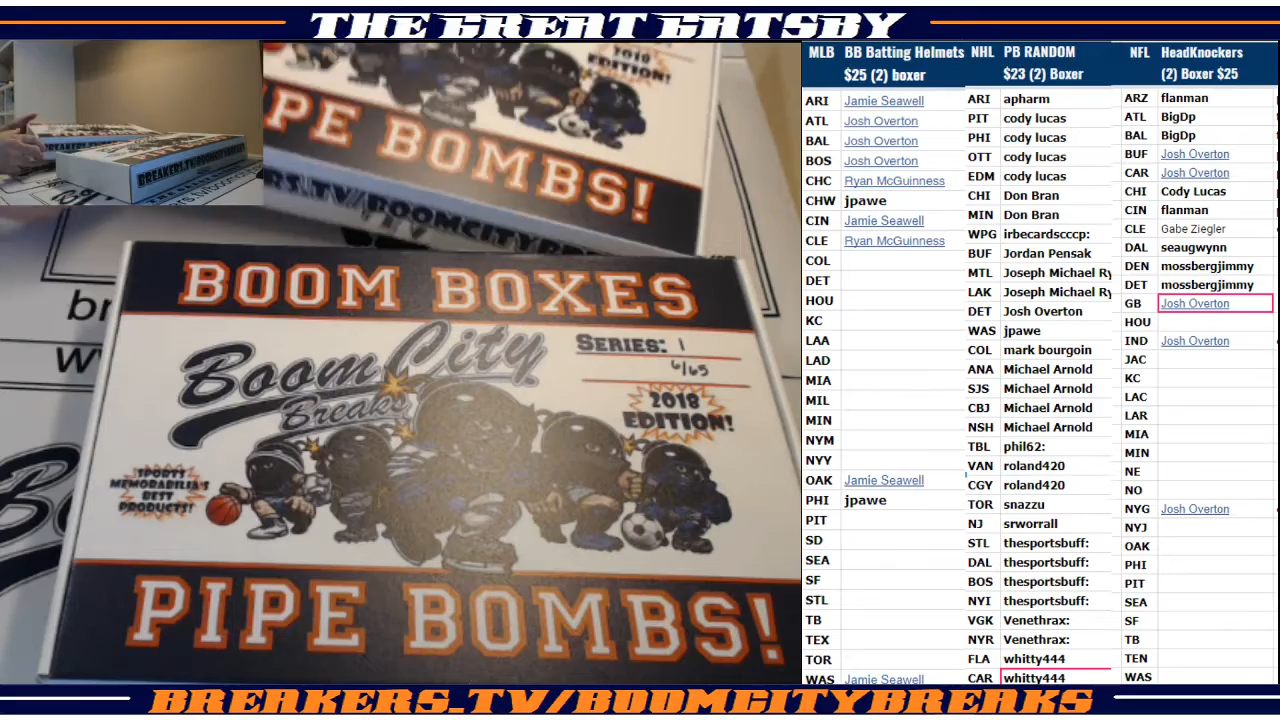 THE GREAT GATSBY
2018
EDITION!
PE BOMBS!
BREAKERS.TV/BOOMCITY
RS.TV/BOOMCITYBRE
br
w
BOOM BOXES
Boom City
Breaks
SERIES: 1
6/65
2018
EDITION!
SPORTS
MEMORABILIA'S
BEST
PRODUCTS!
PIPE BOMBS!
MLB BB Batting Helmets
$25 (2) boxer
ARI Jamie Seawell
ATL Josh Overton
BAL Josh Overton
BOS Josh Overton
CHC Ryan McGuinness
CHW jpawe
CIN Jamie Seawell
CLE Ryan McGuinness
COL
DET
HOU
KC
LAA
LAD
MIA
MIL
MIN
NYM
NYY
OAK Jamie Seawell
PHI jpawe
PIT
SD
SEA
SF
STL
TB
TEX
TOR
WAS Jamie Seawell
NHL PB RANDOM
$23 (2) Boxer
ARI apharm
PIT cody lucas
PHI cody lucas
OTT cody lucas
EDM cody lucas
CHI Don Bran
MIN Don Bran
WPG irbecardscccp:
BUF Jordan Pensak
MTL Joseph Michael Ry
LAK Joseph Michael Ry
DET Josh Overton
WAS jpawe
COL mark bourgoin
ANA Michael Arnold
SJS Michael Arnold
CBJ Michael Arnold
NSH Michael Arnold
TBL phil62:
VAN roland420
CGY roland420
TOR snazzu
NJ srworrall
STL thesportsbuff:
DAL thesportsbuff:
BOS thesportsbuff:
NYI thesportsbuff:
VGK Venethrax:
NYR Venethrax:
FLA whitty444
CAR whitty444
NFL HeadKnockers
(2) Boxer $25
ARZ flanman
ATL BigDp
BAL BigDp
BUF Josh Overton
CAR Josh Overton
CHI Cody Lucas
CIN flanman
CLE Gabe Ziegler
DAL seaugwynn
DEN mossbergjimmy
DET mossbergjimmy
GB Josh Overton
HOU
IND Josh Overton
JAC
KC
LAC
LAR
MIA
MIN
NE
NO
NYG Josh Overton
NYJ
OAK
PHI
PIT
SEA
SF
TB
TEN
WAS
BREAKERS.TV/BOOMCITYBREAKS